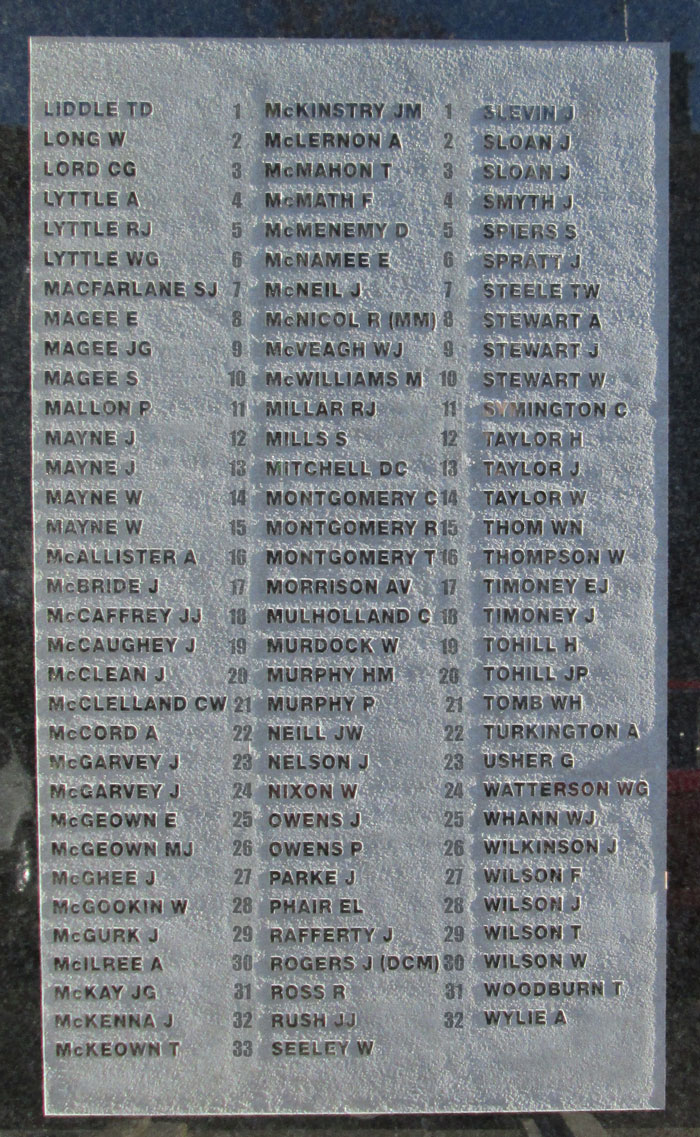 LIDDLE TD
LONG W
LORD CG
LYTTLE A
LYTTLE RJ
LYTTLE WG
MACFARLANE SJ
MAGEE E
MAGEE JG
MAGEE S
MALLON P
MAYNE J
MAYNE J
MAYNE W
MAYNE W
McALLISTER A
McBRIDE J
McCAFFREY JJ
McCAUGHEY J
McCLEAN J
McCLELLAND CW
McCORD A
McGARVEY J
McGARVEY J
McGEOWN E
McGEOWN MJ
McGHEE J
McGOOKIN W
McGURK J
McILREE A
McKAY JG
McKENNA J
McKEOWN T
1 McKINSTRY JM
2 McLERNON A
3 McMAHON T
4 McMATH F
5 McMENEMY D
6 McNAMEE E
7 McNEIL J
8 McNICOL R (MM)
9 McVEAGH WJ
10 McWILLIAMS M
11 MILLAR RJ
12 MILLS S
13 MITCHELL DC
14 MONTGOMERY C
15 MONTGOMERY R
16 MONTGOMERY T
17 MORRISON AV
18 MULHOLLAND C
19 MURDOCK W
20 MURPHY HM
21 MURPHY P
22 NEILL JW
23 NELSON J
24 NIXON W
25 OWENS J
26 OWENS P
27 PARKE J
28 PHAIR EL
29 RAFFERTY J
30 ROGERS J (DCM)
31 ROSS R
32 RUSH JJ
33 SEELEY W
1 SLEVIN J
2 SLOAN J
3 SLOAN J
4 SMYTH J
5 SPIERS S
6 SPRATT J
7 STEELE TW
8 STEWART A
9 STEWART J
10 STEWART W
11 SYMINGTON C
12 TAYLOR H
13 TAYLOR J
14 TAYLOR W
15 THOM WN
16 THOMPSON W
17 TIMONEY EJ
18 TIMONEY J
19 TOHILL H
20 TOHILL JP
21 TOMB WH
22 TURKINGTON A
23 USHER G
24 WATTERSON WG
25 WHANN WJ
26 WILKINSON J
27 WILSON F
28 WILSON J
29 WILSON T
30 WILSON W
31 WOODBURN T
32 WYLIE A